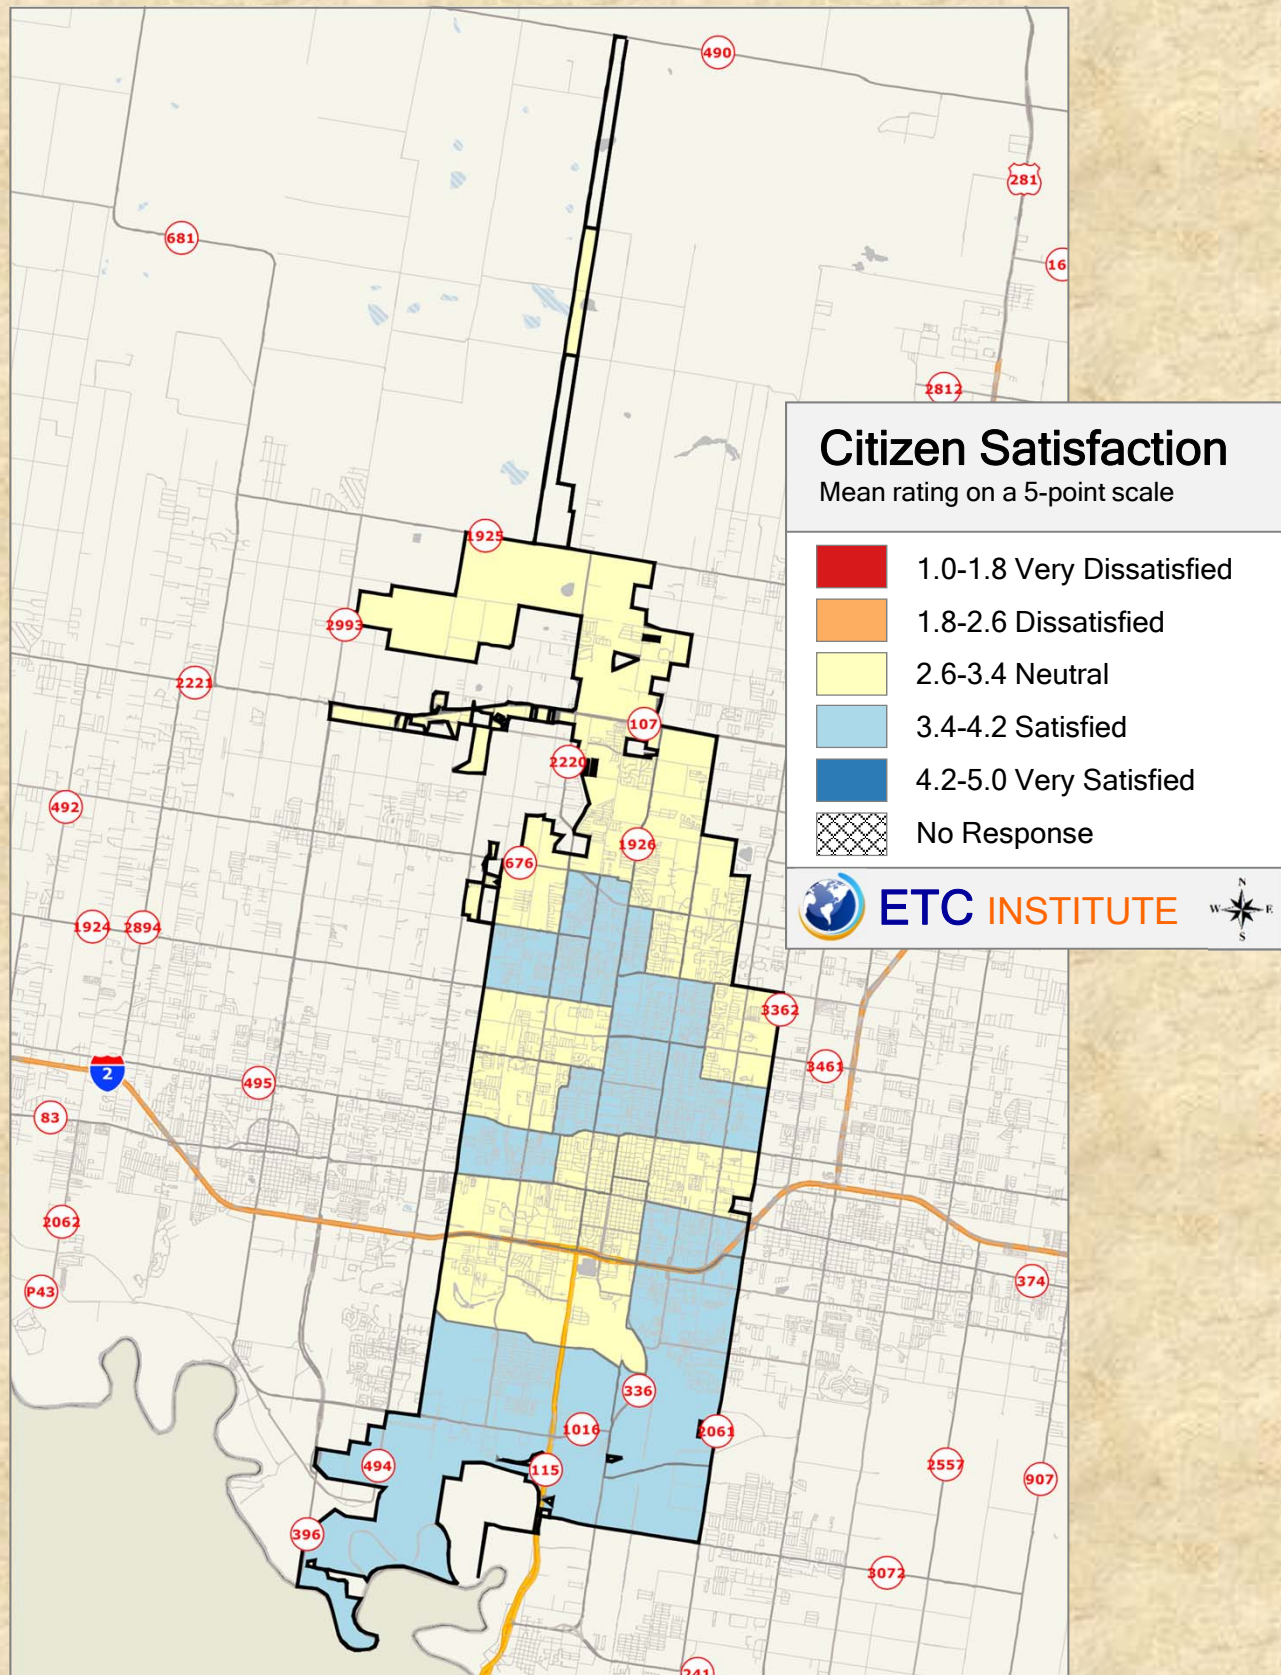 490
281
681
16
2812
Citizen Satisfaction
Mean rating on a 5-point scale
1.0-1.8 Very Dissatisfied
1.8-2.6 Dissatisfied
2.6-3.4 Neutral
3.4-4.2 Satisfied
4.2-5.0 Very Satisfied
No Response
ETC INSTITUTE
N
W E
S
1925
2993
2221
107
2220
492
1926
676
1924 2894
3362
2
3461
495
83
2062
P43
374
336
1016
2061
494
115
2557
907
396
3072
241